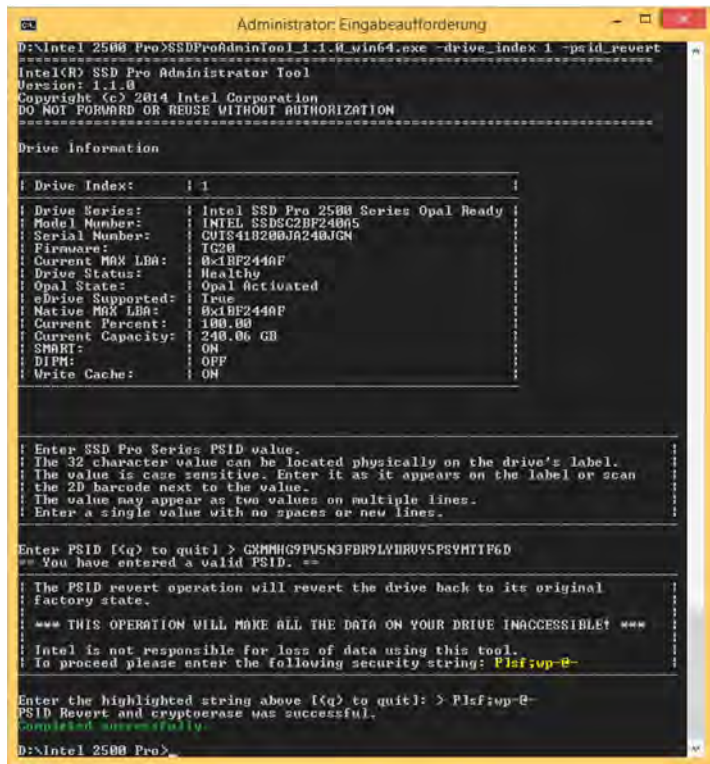 Administrator: Eingabeaufforderung
D:\Intel 2500 Pro>SSDProAdminTool_1.1.0_win64.exe -drive_index 1 -psid_revert
Intel(R) SSD Pro Administrator Tool
Version: 1.1.0
Copyright (c) 2014 Intel Corporation
DO NOT FORWARD OR REUSE WITHOUT AUTHORIZATION
Drive Information
Drive Index: 1
Drive Series: Intel SSD Pro 2500 Series Opal Ready
Model Number: INTEL SSDSC2BF240A5
Serial Number: CVTS418200JA240JGN
Firmware: TG20
Current MAX LBA: 0x1BF244AF
Drive Status: Healthy
Opal State: Opal Activated
eDrive Supported: True
Native MAX LBA: 0x1BF244AF
Current Percent: 100.00
Current Capacity: 240.06 GB
SMART: ON
DIPM: OFF
Write Cache: ON
Enter SSD Pro Series PSID value.
The 32 character value can be located physically on the drive's label.
The value is case sensitive. Enter it as it appears on the label or scan
the 2D barcode next to the value.
The value may appear as two values on multiple lines.
Enter a single value with no spaces or new lines.
Enter PSID [<q> to quit] >
== You have entered a valid PSID. ==
The PSID revert operation will revert the drive back to its original
factory state.
*** THIS OPERATION WILL MAKE ALL THE DATA ON YOUR DRIVE INACCESSIBLE! ***
Intel is not responsible for loss of data using this tool.
To proceed please enter the following security string: P1sf;wp-@-
Enter the highlighted string above [<q> to quit]: > P1sf;wp-@-
PSID Revert and cryptoerase was successful.
Completed successfully.
D:\Intel 2500 Pro>_